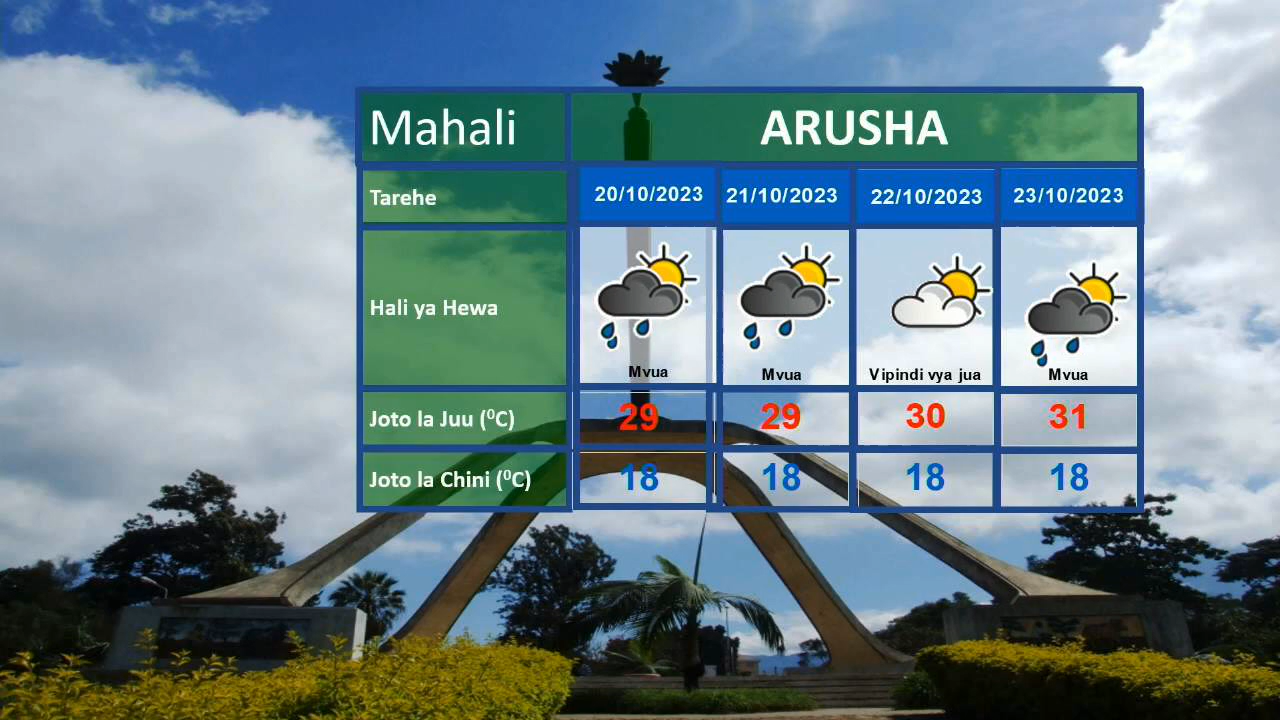 Mahali ARUSHA
Tarehe 20/10/2023 21/10/2023 22/10/2023 23/10/2023
Hali ya Hewa Mvua Mvua Vipindi vya jua Mvua
Joto la Juu (⁰C) 29 29 30 31
Joto la Chini (⁰C) 18 18 18 18